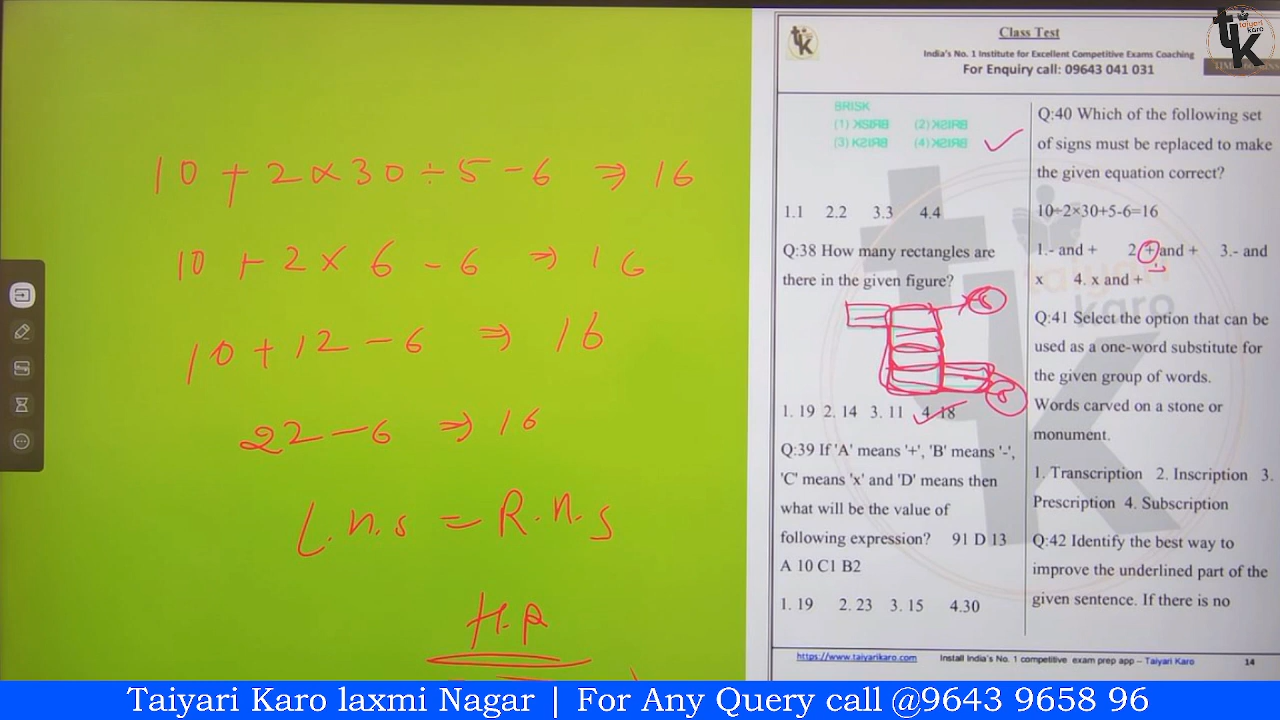 10 + 2 × 30 ÷ 5 - 6 ⇒ 16
10 + 2 × 6 - 6 ⇒ 16
10 + 12 - 6 ⇒ 16
22 - 6 ⇒ 16
L.H.S = R.H.S
H.P
Class Test
India's No. 1 Institute for Excellent Competitive Exams Coaching
For Enquiry call: 09643 041 031
BRISK
1.1 2.2 3.3 4.4
Q:38 How many rectangles are
there in the given figure?
1. 19 2. 14 3. 11 4. 18
Q:39 If 'A' means '+', 'B' means '-',
'C' means 'x' and 'D' means then
what will be the value of
following expression? 91 D 13
A 10 C1 B2
1. 19 2. 23 3. 15 4.30
Q:40 Which of the following set
of signs must be replaced to make
the given equation correct?
10÷2×30+5-6=16
1.- and + 2 ÷ and + 3.- and
x 4. x and +
Q:41 Select the option that can be
used as a one-word substitute for
the given group of words.
Words carved on a stone or
monument.
1. Transcription 2. Inscription 3.
Prescription 4. Subscription
Q:42 Identify the best way to
improve the underlined part of the
given sentence. If there is no
https://www.taiyarikaro.com Install India's No. 1 competitive exam prep app – Taiyari Karo 14
taiyari karo
Taiyari Karo laxmi Nagar | For Any Query call @9643 9658 96